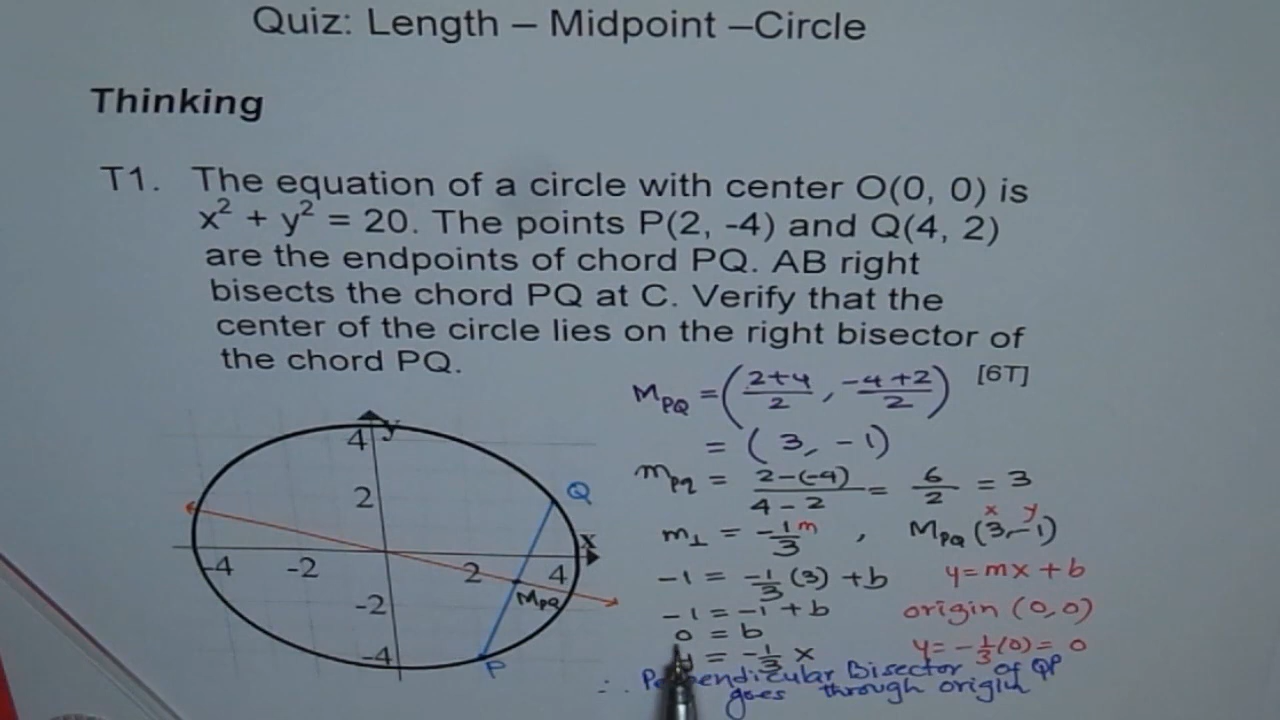 Quiz: Length – Midpoint –Circle
Thinking
T1. The equation of a circle with center O(0, 0) is
x² + y² = 20. The points P(2, -4) and Q(4, 2)
are the endpoints of chord PQ. AB right
bisects the chord PQ at C. Verify that the
center of the circle lies on the right bisector of
the chord PQ.
[6T]
M_PQ = (2+4/2, -4+2/2)
= (3, -1)
m_PQ = 2-(-4)/4-2 = 6/2 = 3
x y
m⊥ = -1/3 m , M_PQ (3,-1)
-1 = -1/3 (3) + b y=mx+b
-1 = -1+b origin (0,0)
0 = b
y = -1/3 x y= -1/3(0) = 0
∴ Perpendicular Bisector of QP
goes through origin
4 y
2
Q
x
-4 -2 2 4
M_PQ
-2
-4
P